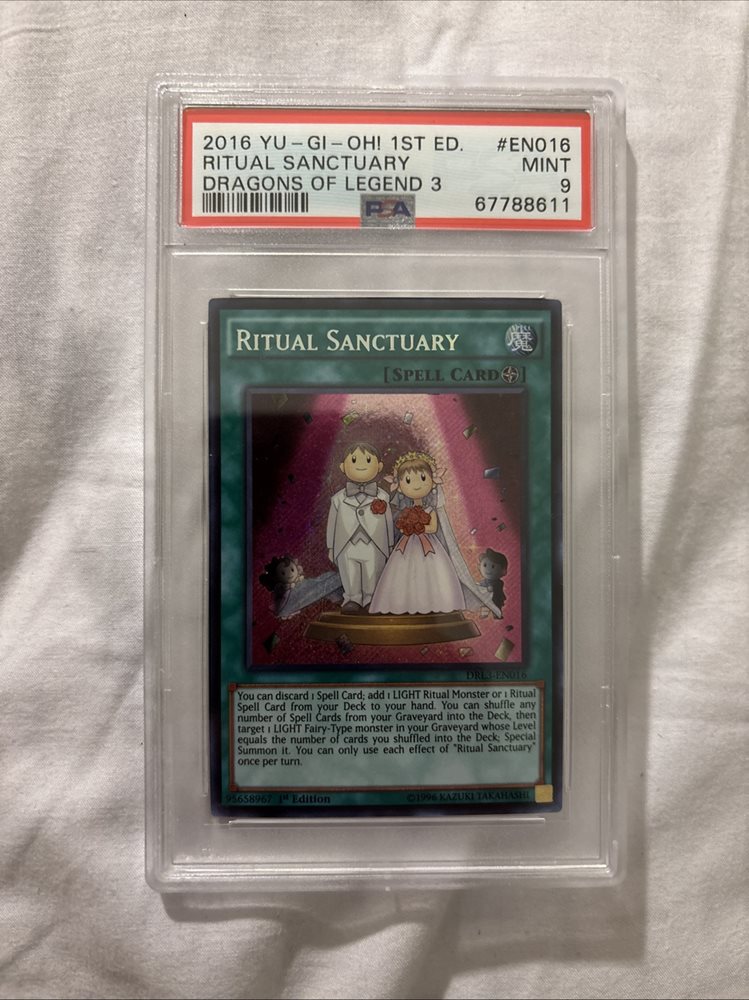 2016 YU-GI-OH! 1ST ED. #EN016
RITUAL SANCTUARY MINT
DRAGONS OF LEGEND 3 9
PSA 67788611
RITUAL SANCTUARY 魔
[SPELL CARD]
DRL3-EN016
You can discard 1 Spell Card; add 1 LIGHT Ritual Monster or 1 Ritual
Spell Card from your Deck to your hand. You can shuffle any
number of Spell Cards from your Graveyard into the Deck, then
target 1 LIGHT Fairy-Type monster in your Graveyard whose Level
equals the number of cards you shuffled into the Deck; Special
Summon it. You can only use each effect of "Ritual Sanctuary"
once per turn.
95658967 1st Edition ©1996 KAZUKI TAKAHASHI